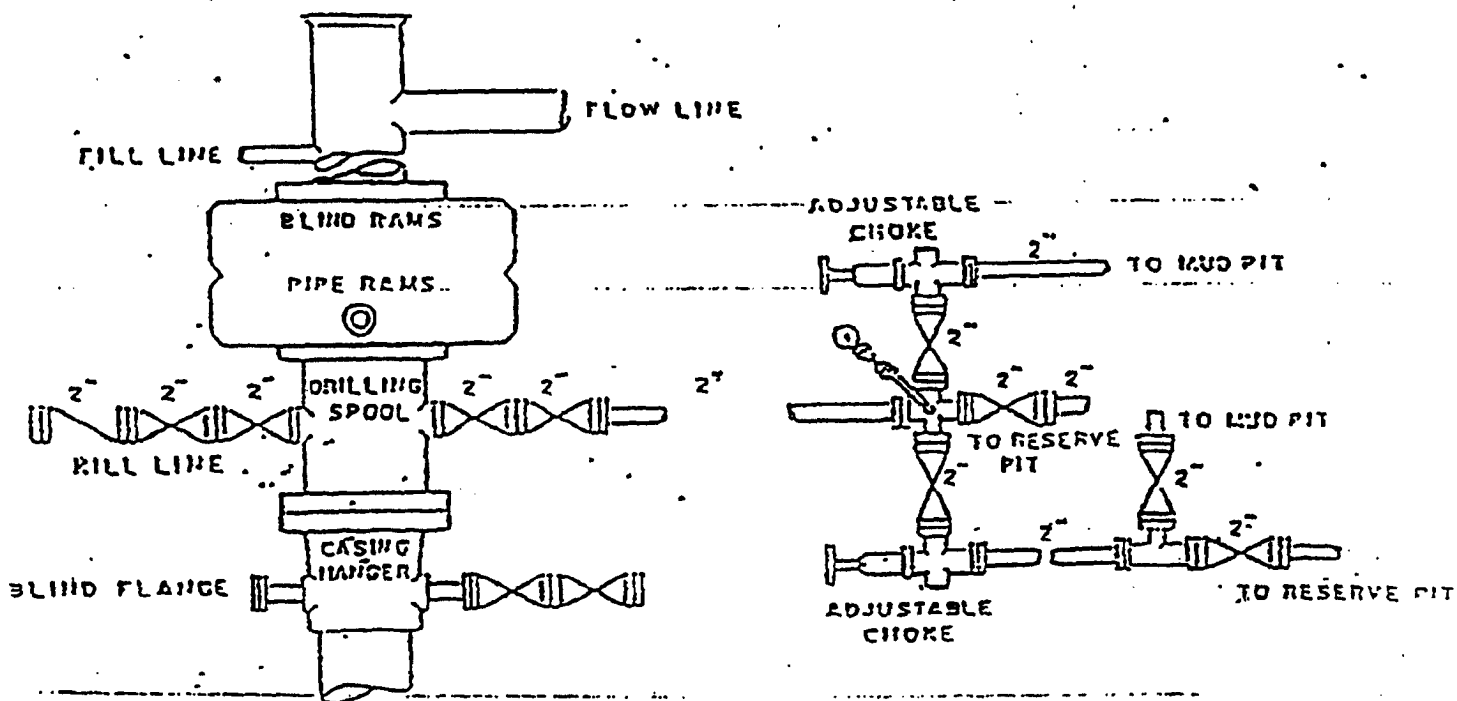 FLOW LINE
FILL LINE
BLIND RAMS
PIPE RAMS
DRILLING
SPOOL
2"
2"
2"
2"
2"
2"
KILL LINE
CASING
HANGER
BLIND FLANGE
ADJUSTABLE
CHOKE
2"
TO MUD PIT
2"
2"
2"
TO RESERVE
PIT
2"
TO MUD PIT
2"
2"
2"
ADJUSTABLE
CHOKE
TO RESERVE PIT